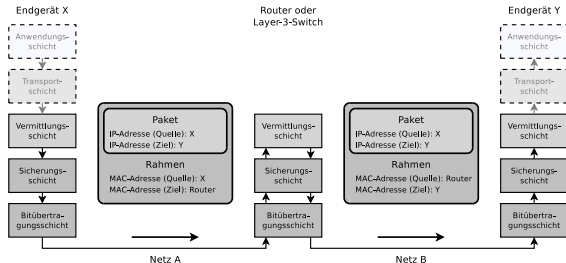 Endgerät X
Router oder
Layer-3-Switch
Endgerät Y
Anwendungs-
schicht
Transport-
schicht
Vermittlungs-
schicht
Sicherungs-
schicht
Bitübertra-
gungsschicht
Paket
IP-Adresse (Quelle): X
IP-Adresse (Ziel): Y
Rahmen
MAC-Adresse (Quelle): X
MAC-Adresse (Ziel): Router
Vermittlungs-
schicht
Sicherungs-
schicht
Bitübertra-
gungsschicht
Paket
IP-Adresse (Quelle): X
IP-Adresse (Ziel): Y
Rahmen
MAC-Adresse (Quelle): Router
MAC-Adresse (Ziel): Y
Anwendungs-
schicht
Transport-
schicht
Vermittlungs-
schicht
Sicherungs-
schicht
Bitübertra-
gungsschicht
Netz A
Netz B